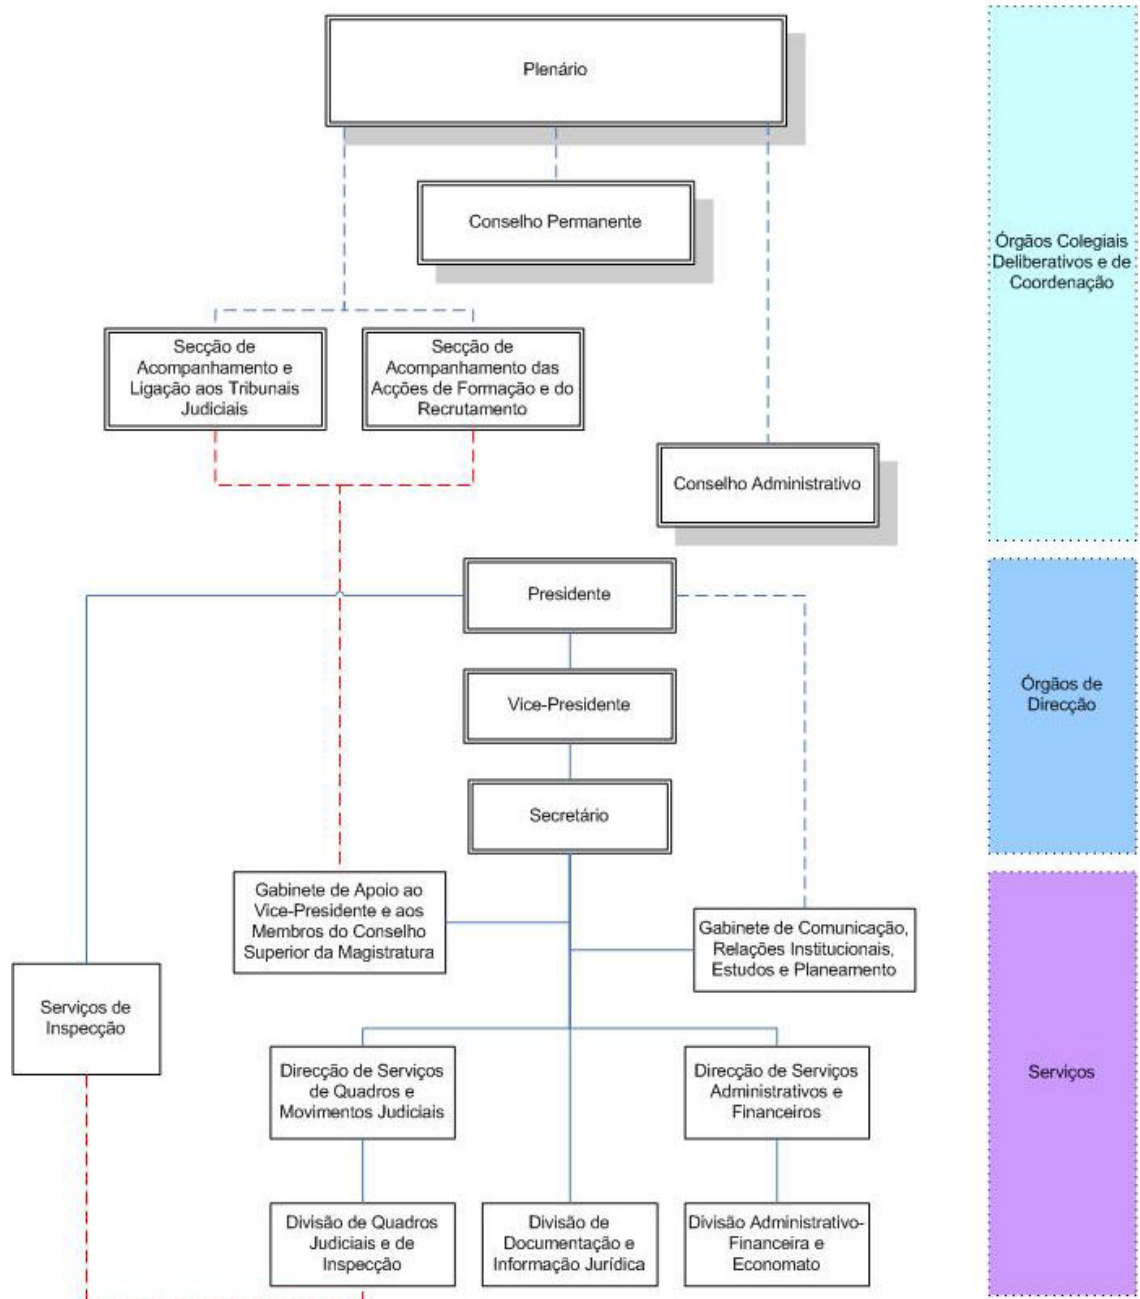 Plenário
Conselho Permanente
Órgãos Colegiais
Deliberativos e de
Coordenação
Secção de
Acompanhamento e
Ligação aos Tribunais
Judiciais
Secção de
Acompanhamento das
Acções de Formação e do
Recrutamento
Conselho Administrativo
Presidente
Vice-Presidente
Órgãos de
Direcção
Secretário
Gabinete de Apoio ao
Vice-Presidente e aos
Membros do Conselho
Superior da Magistratura
Gabinete de Comunicação,
Relações Institucionais,
Estudos e Planeamento
Serviços de
Inspecção
Direcção de Serviços
de Quadros e
Movimentos Judiciais
Direcção de Serviços
Administrativos e
Financeiros
Serviços
Divisão de Quadros
Judiciais e de
Inspecção
Divisão de
Documentação e
Informação Jurídica
Divisão Administrativo-
Financeira e
Economato